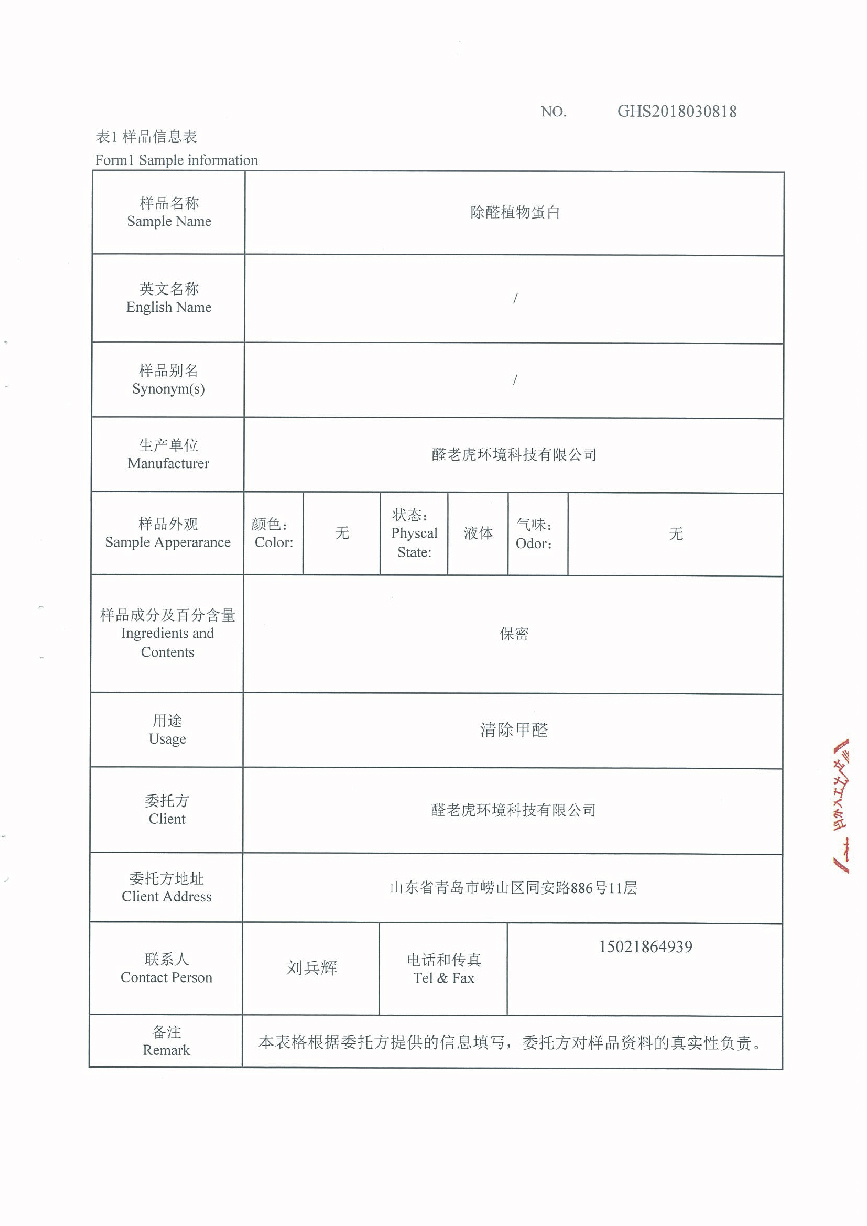 NO. GHS2018030818
表1 样品信息表
Form1 Sample information
样品名称
Sample Name
除醛植物蛋白
英文名称
English Name
/
样品别名
Synonym(s)
/
生产单位
Manufacturer
醛老虎环境科技有限公司
样品外观
Sample Apperarance
颜色：
Color:
无
状态：
Physcal
State:
液体
气味：
Odor:
无
样品成分及百分含量
Ingredients and
Contents
保密
用途
Usage
清除甲醛
委托方
Client
醛老虎环境科技有限公司
委托方地址
Client Address
山东省青岛市崂山区同安路886号11层
联系人
Contact Person
刘兵辉
电话和传真
Tel & Fax
15021864939
备注
Remark
本表格根据委托方提供的信息填写，委托方对样品资料的真实性负责。